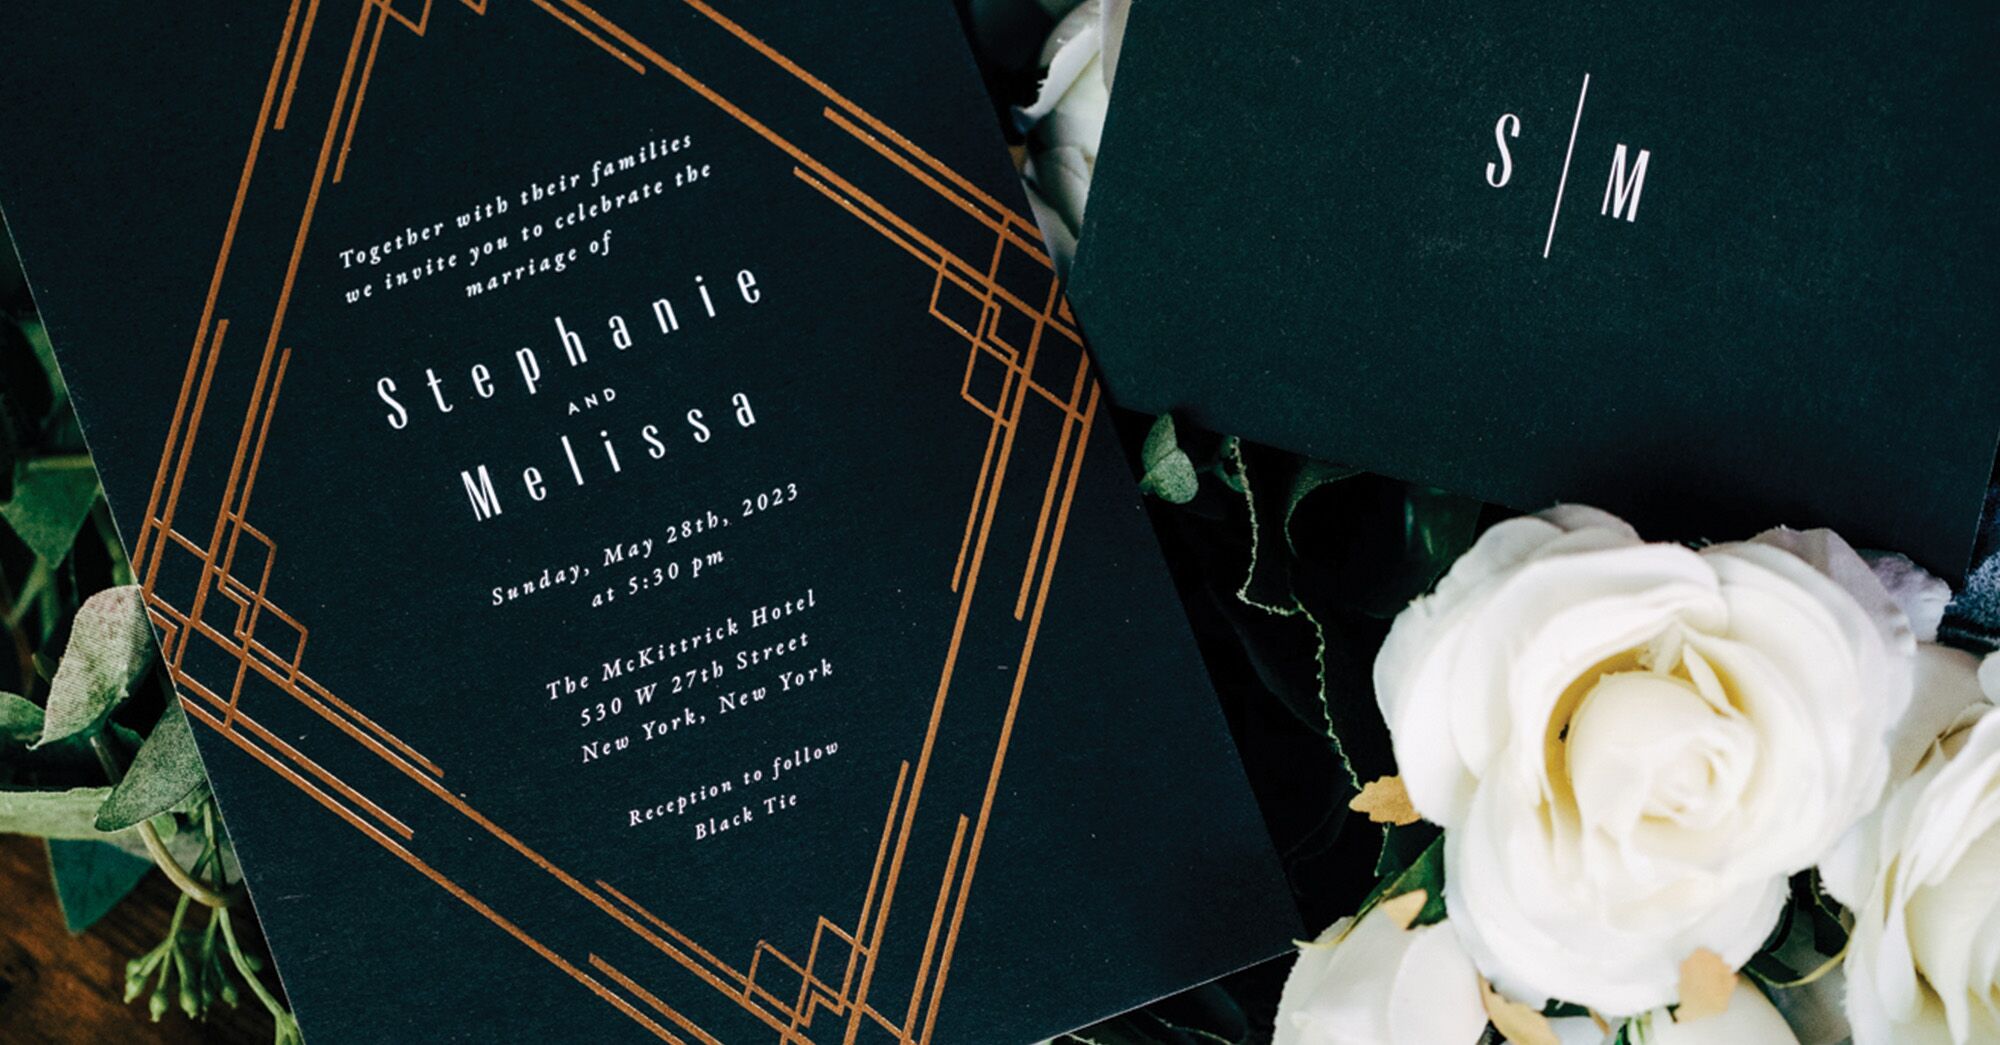 Together with their families
we invite you to celebrate the
marriage of
Stephanie
AND
Melissa
Sunday, May 28th, 2023
at 5:30 pm
The McKittrick Hotel
530 W 27th Street
New York, New York
Reception to follow
Black Tie
S | M